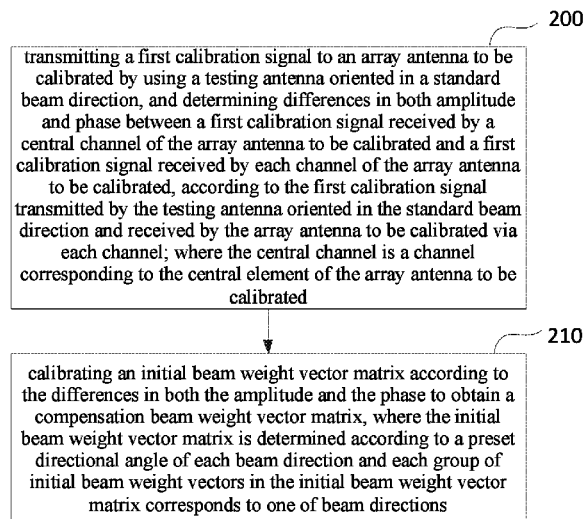 200
transmitting a first calibration signal to an array antenna to be
calibrated by using a testing antenna oriented in a standard
beam direction, and determining differences in both amplitude
and phase between a first calibration signal received by a
central channel of the array antenna to be calibrated and a first
calibration signal received by each channel of the array antenna
to be calibrated, according to the first calibration signal
transmitted by the testing antenna oriented in the standard beam
direction and received by the array antenna to be calibrated via
each channel; where the central channel is a channel
corresponding to the central element of the array antenna to be
calibrated
210
calibrating an initial beam weight vector matrix according to
the differences in both the amplitude and the phase to obtain a
compensation beam weight vector matrix, where the initial
beam weight vector matrix is determined according to a preset
directional angle of each beam direction and each group of
initial beam weight vectors in the initial beam weight vector
matrix corresponds to one of beam directions